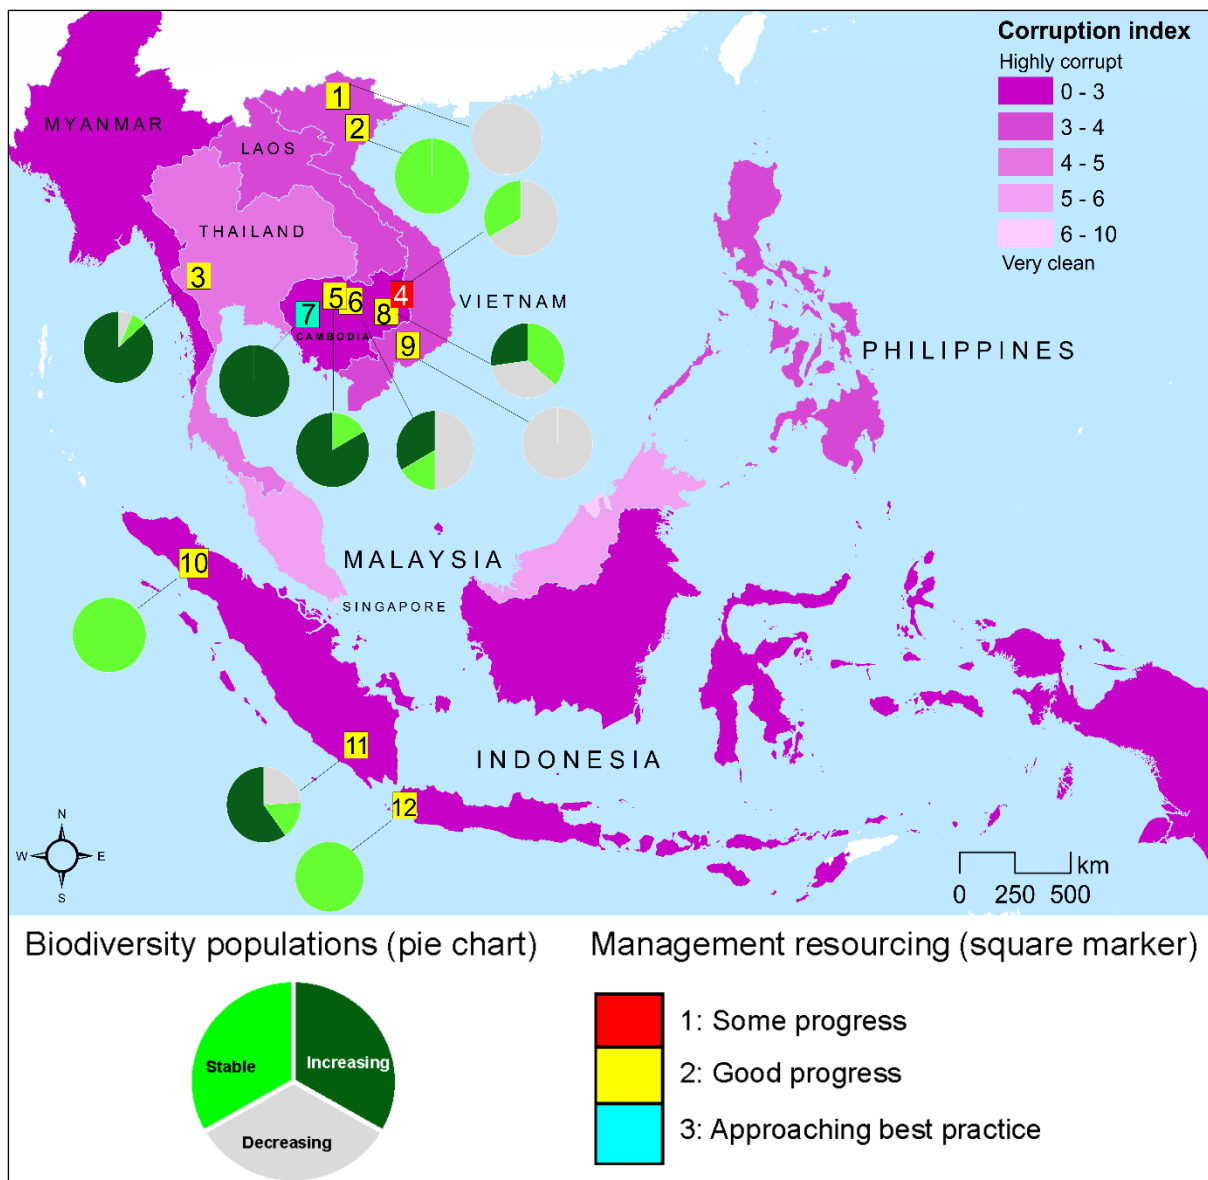 Corruption index
Highly corrupt
0 - 3
3 - 4
4 - 5
5 - 6
6 - 10
Very clean
MYANMAR
LAOS
THAILAND
VIETNAM
CAMBODIA
PHILIPPINES
MALAYSIA
SINGAPORE
INDONESIA
1
2
3
4
5
6
7
8
9
10
11
12
N
W E
S
km
0 250 500
Biodiversity populations (pie chart)
Stable
Increasing
Decreasing
Management resourcing (square marker)
1: Some progress
2: Good progress
3: Approaching best practice